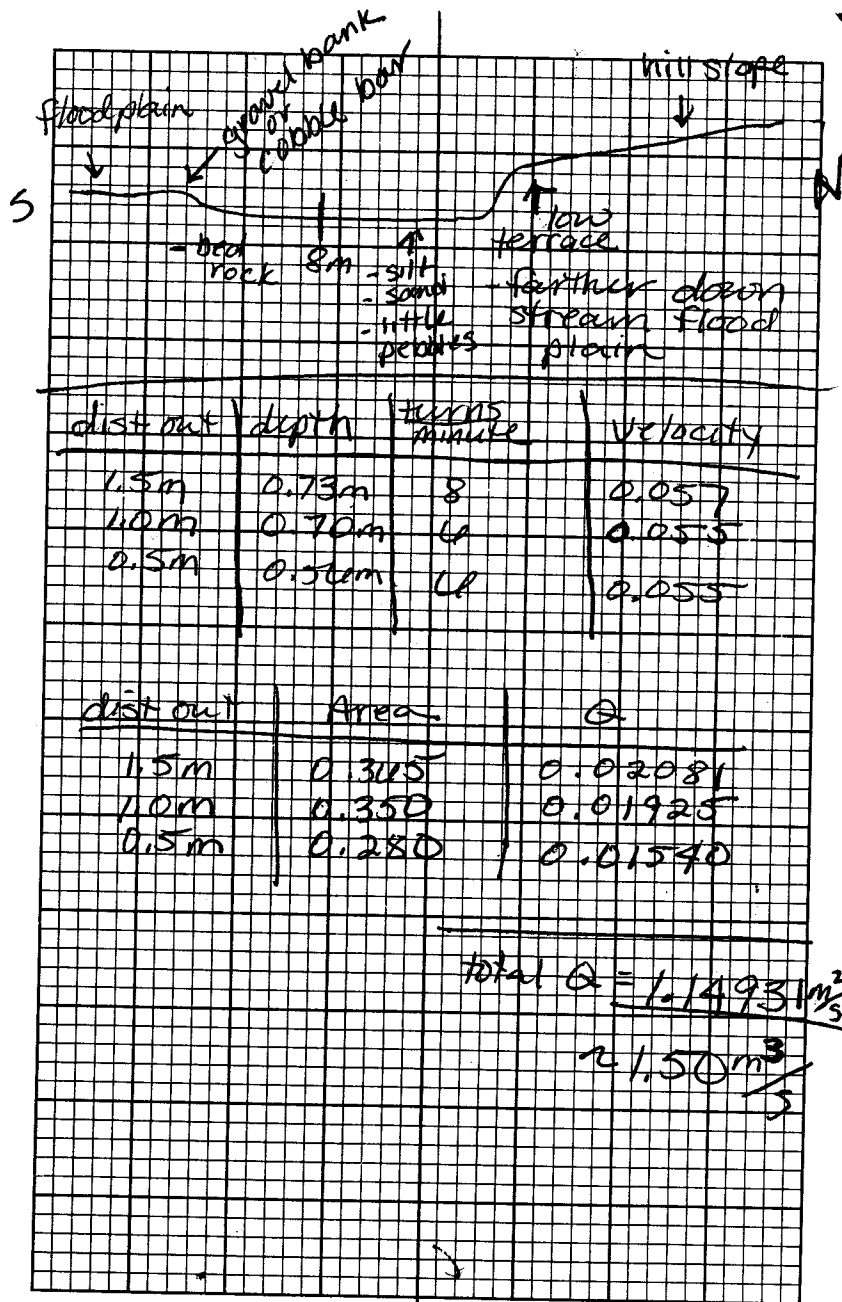 hill slope
floodplain
gravel bank
or
cobble bar
S
N
- bed
rock
8m
- silt
- sand
- little
pebbles
low
terrace
- farther down
stream flood
plain
dist out depth turns/minute Velocity
1.5m 0.73m 8 0.057
1.0m 0.70m 6 0.055
0.5m 0.56m 6 0.055
dist out Area Q
1.5m 0.365 0.02081
1.0m 0.350 0.01925
0.5m 0.280 0.01540
total Q = 1.14931 m²/s
~ 1.50 m³/s